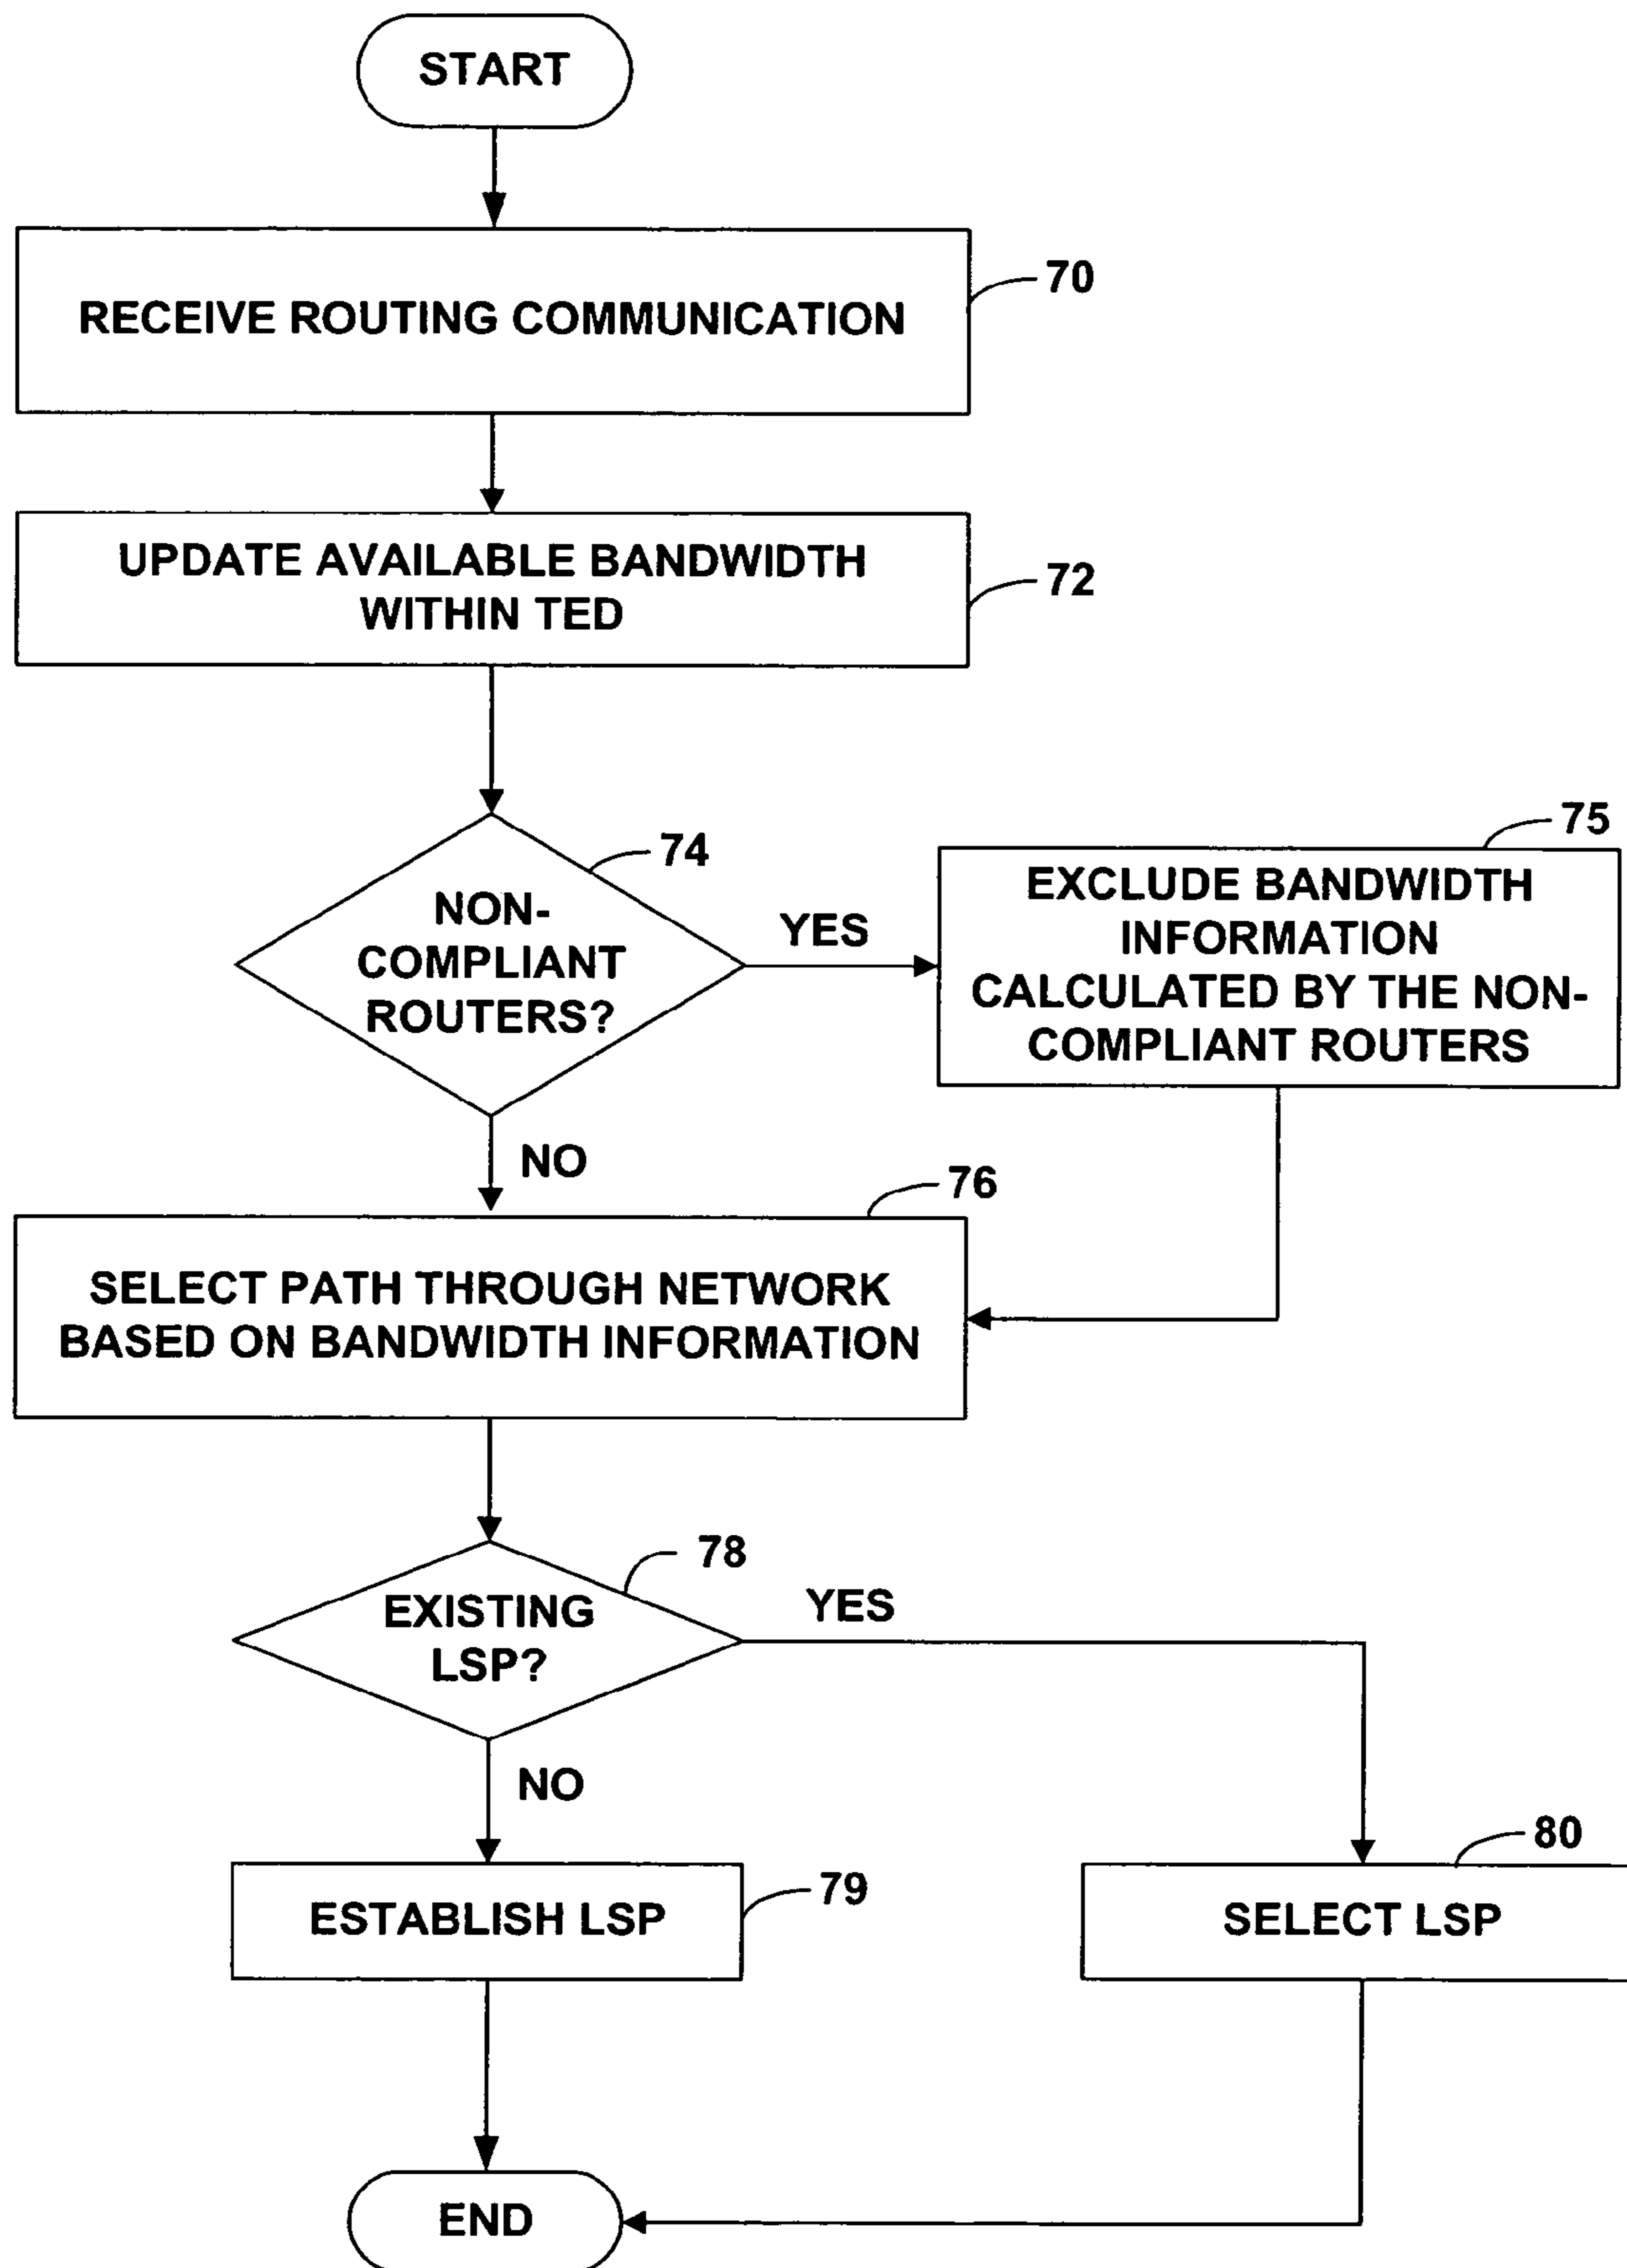 START
RECEIVE ROUTING COMMUNICATION
70
UPDATE AVAILABLE BANDWIDTH
WITHIN TED
72
74
NON-
COMPLIANT
ROUTERS?
YES
75
EXCLUDE BANDWIDTH
INFORMATION
CALCULATED BY THE NON-
COMPLIANT ROUTERS
NO
76
SELECT PATH THROUGH NETWORK
BASED ON BANDWIDTH INFORMATION
78
EXISTING
LSP?
YES
NO
79
ESTABLISH LSP
80
SELECT LSP
END